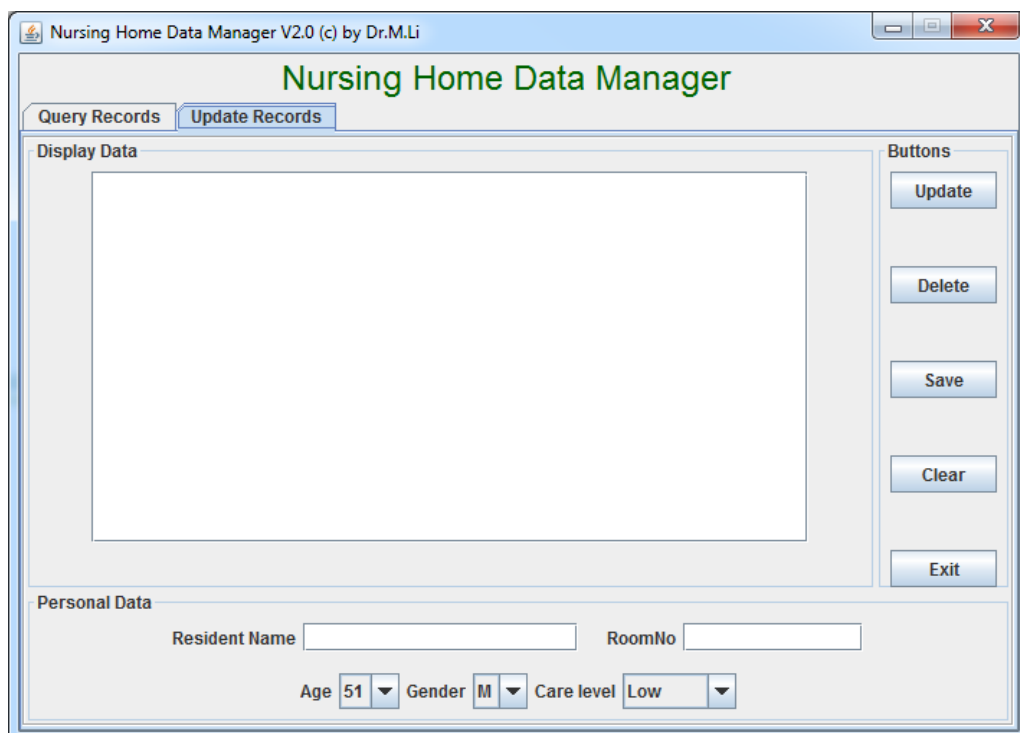 Nursing Home Data Manager V2.0 (c) by Dr.M.Li
Nursing Home Data Manager
Query Records Update Records
Display Data
Buttons
Update
Delete
Save
Clear
Exit
Personal Data
Resident Name RoomNo
Age 51 Gender M Care level Low